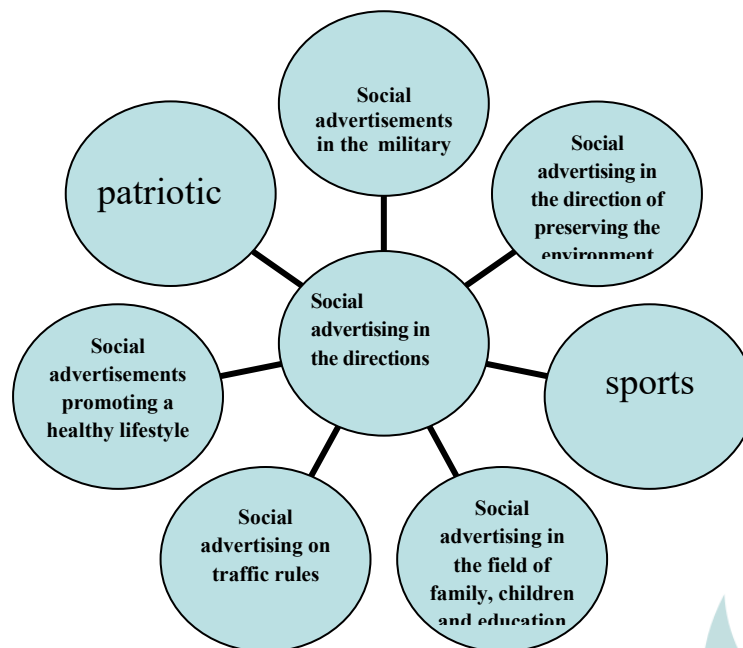 Social
advertisements
in the military
Social
advertising in
the direction of
preserving the
environment
sports
Social
advertising in
the field of
family, children
and education
Social
advertising on
traffic rules
Social
advertisements
promoting a
healthy lifestyle
patriotic
Social
advertising in
the directions